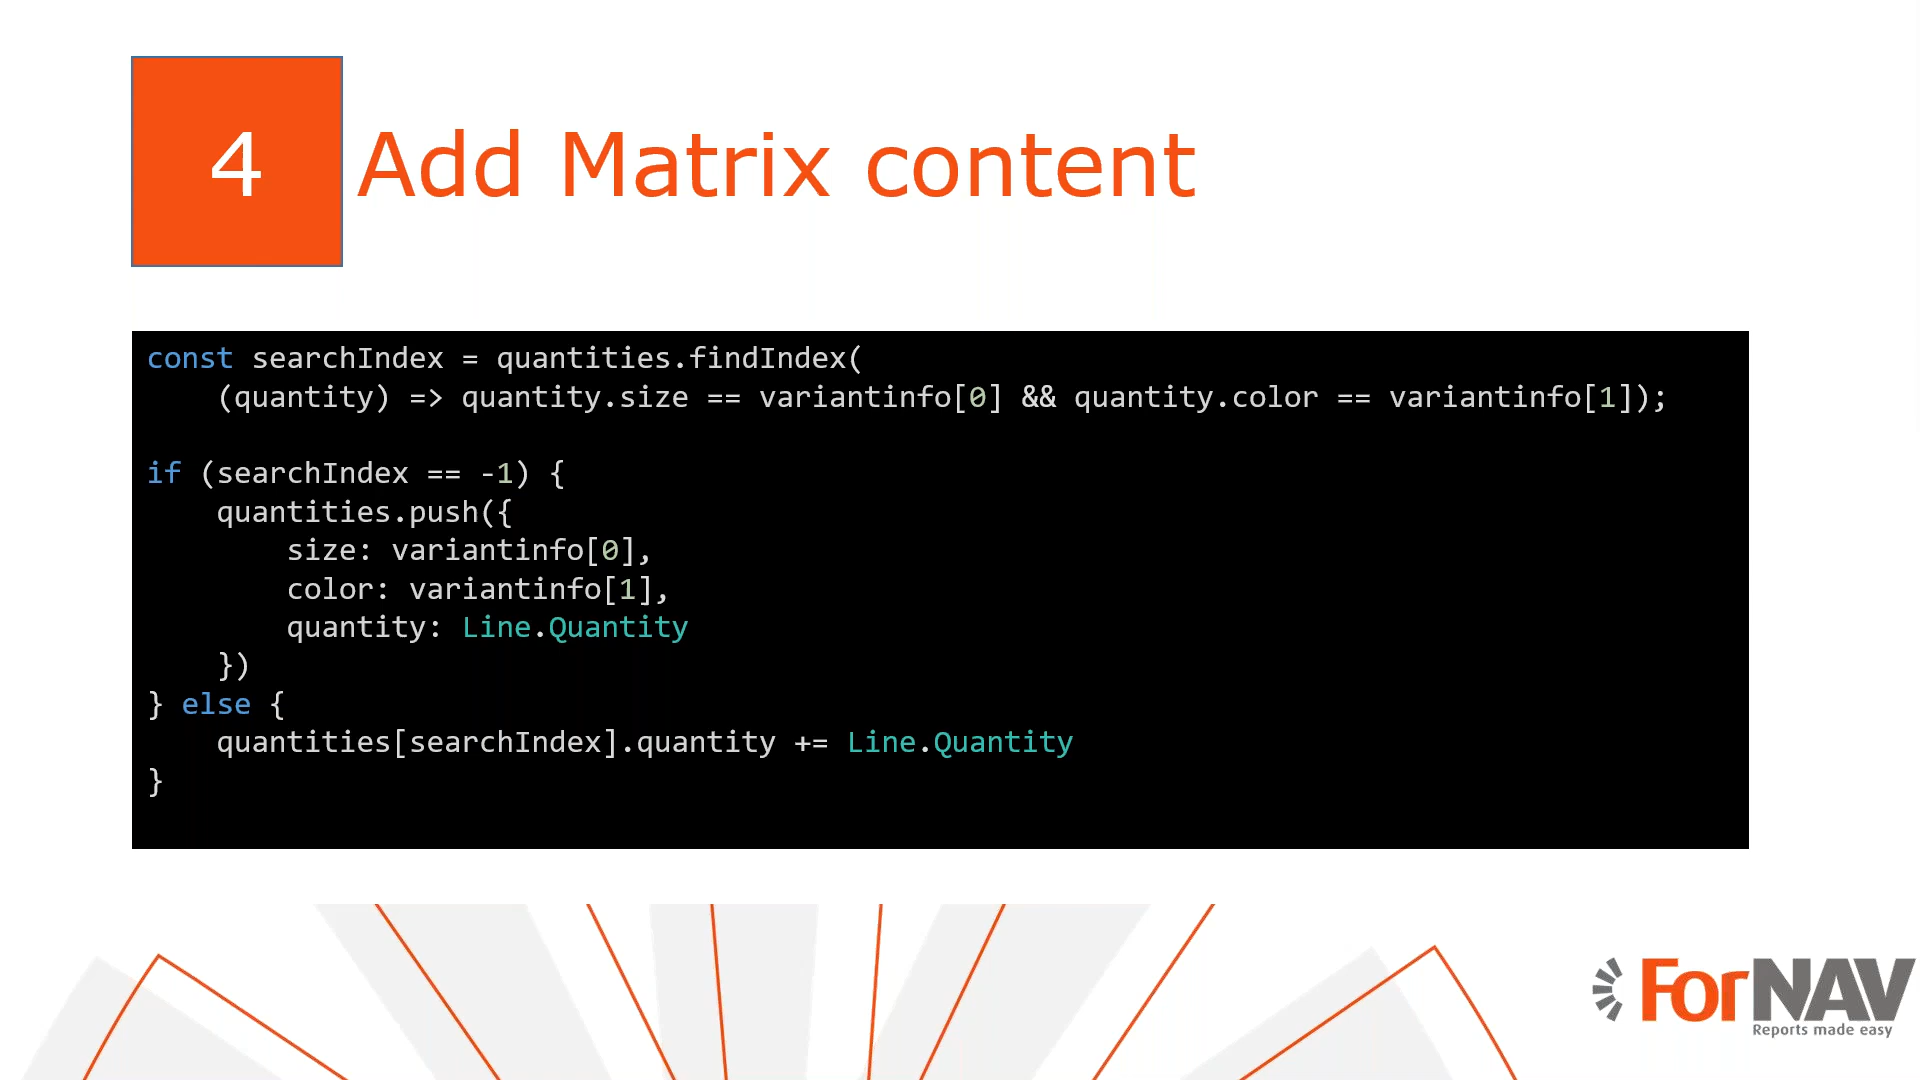 4
Add Matrix content
const searchIndex = quantities.findIndex(
    (quantity) => quantity.size == variantinfo[0] && quantity.color == variantinfo[1]);
if (searchIndex == -1) {
    quantities.push({
        size: variantinfo[0],
        color: variantinfo[1],
        quantity: Line.Quantity
    })
} else {
    quantities[searchIndex].quantity += Line.Quantity
}
ForNAV
Reports made easy